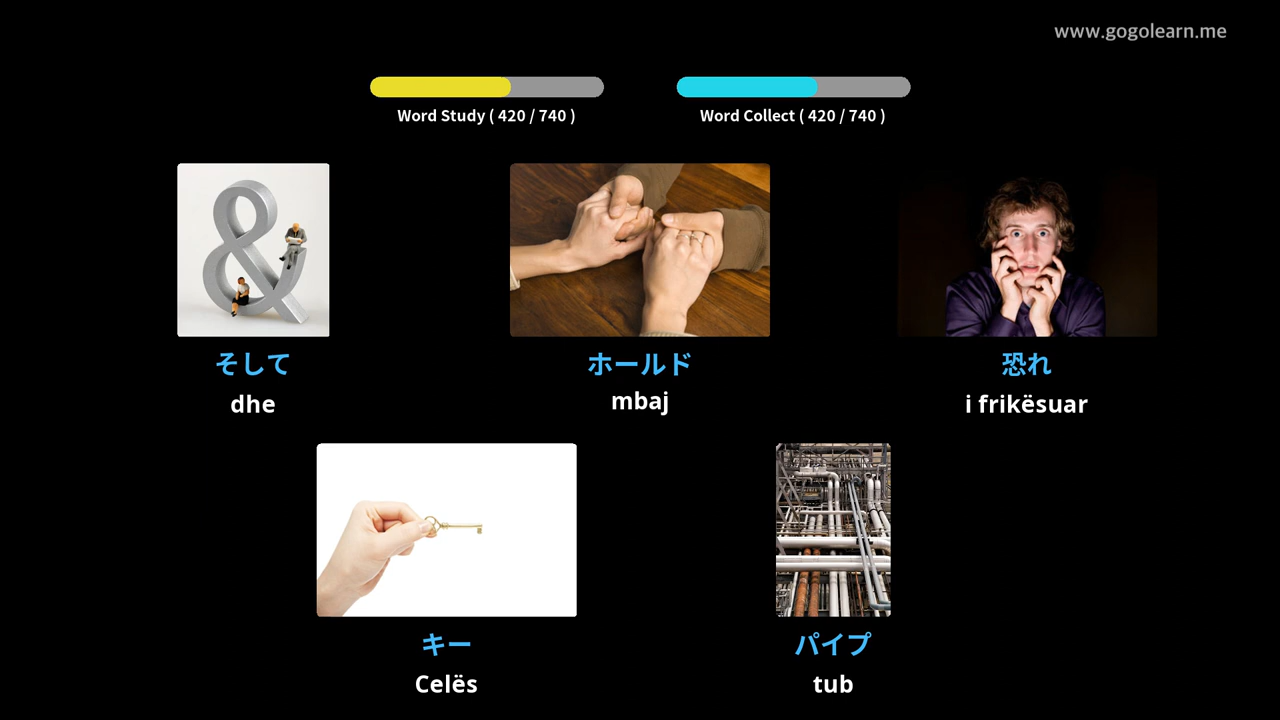 www.gogolearn.me
Word Study ( 420 / 740 )
Word Collect ( 420 / 740 )
そして
dhe
ホールド
mbaj
恐れ
i frikësuar
キー
Celës
パイプ
tub